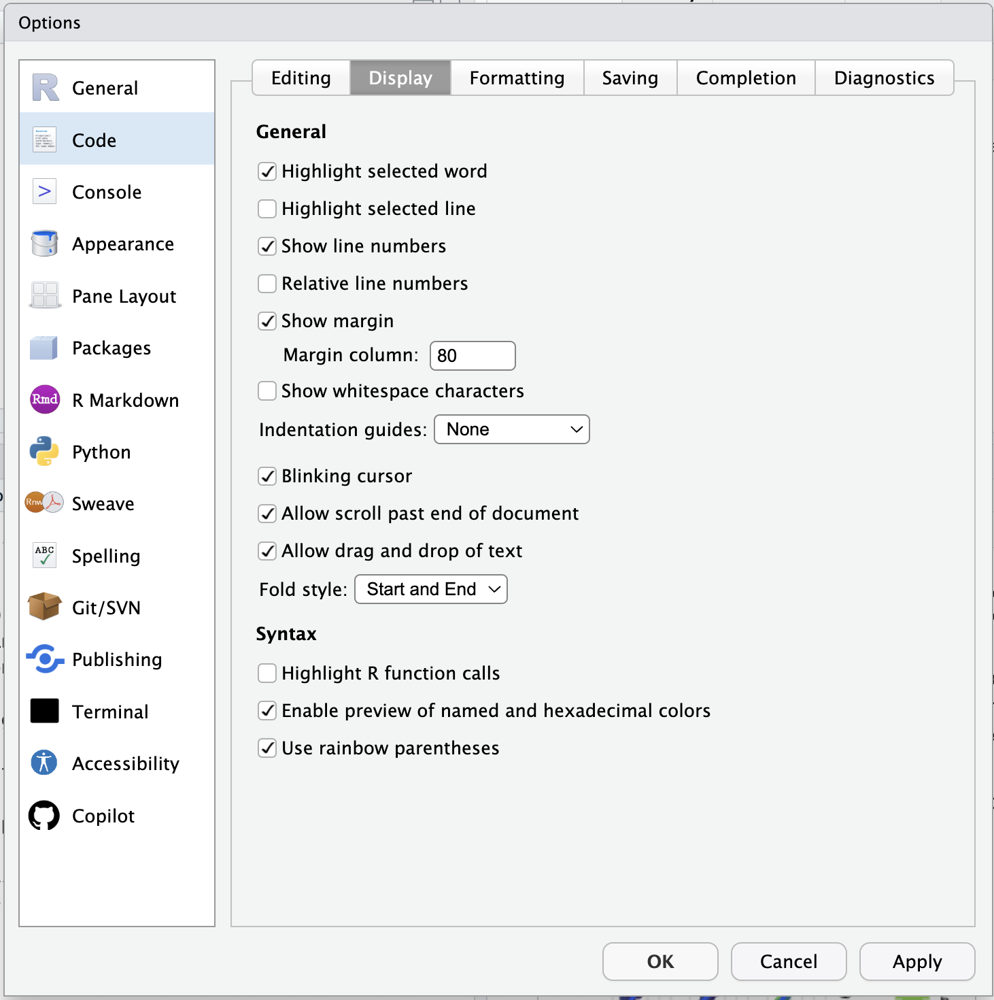 Options
General
Code
Console
Appearance
Pane Layout
Packages
Rmd
R Markdown
Python
Rnw
Sweave
ABC
Spelling
Git/SVN
Publishing
Terminal
Accessibility
Copilot
Editing Display Formatting Saving Completion Diagnostics
General
Highlight selected word
Highlight selected line
Show line numbers
Relative line numbers
Show margin
Margin column: 80
Show whitespace characters
Indentation guides: None
Blinking cursor
Allow scroll past end of document
Allow drag and drop of text
Fold style: Start and End
Syntax
Highlight R function calls
Enable preview of named and hexadecimal colors
Use rainbow parentheses
OK Cancel Apply